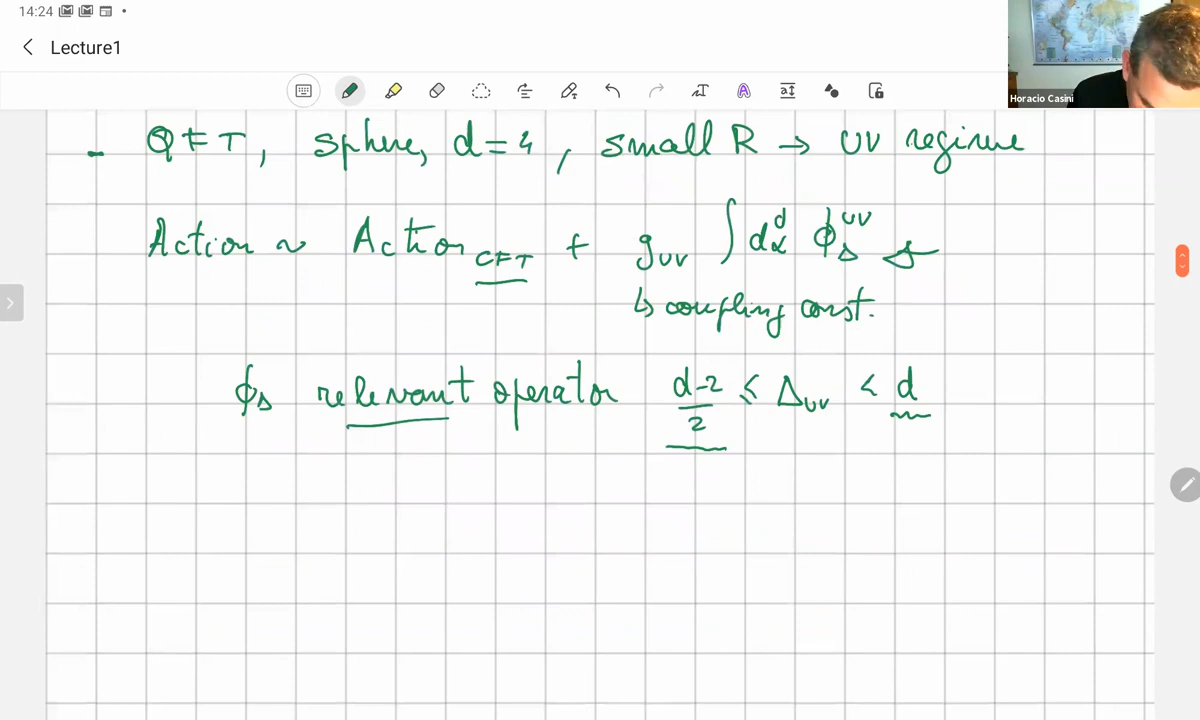 14:24
Lecture1
Horacio Casini
- QFT, sphere, d=4, small R → UV regime
Action ~ Action_CFT + g_UV ∫ d^d x ϕ_Δ^UV
↳ coupling const.
ϕ_Δ relevant operator (d-2)/2 ≤ Δ_UV < d